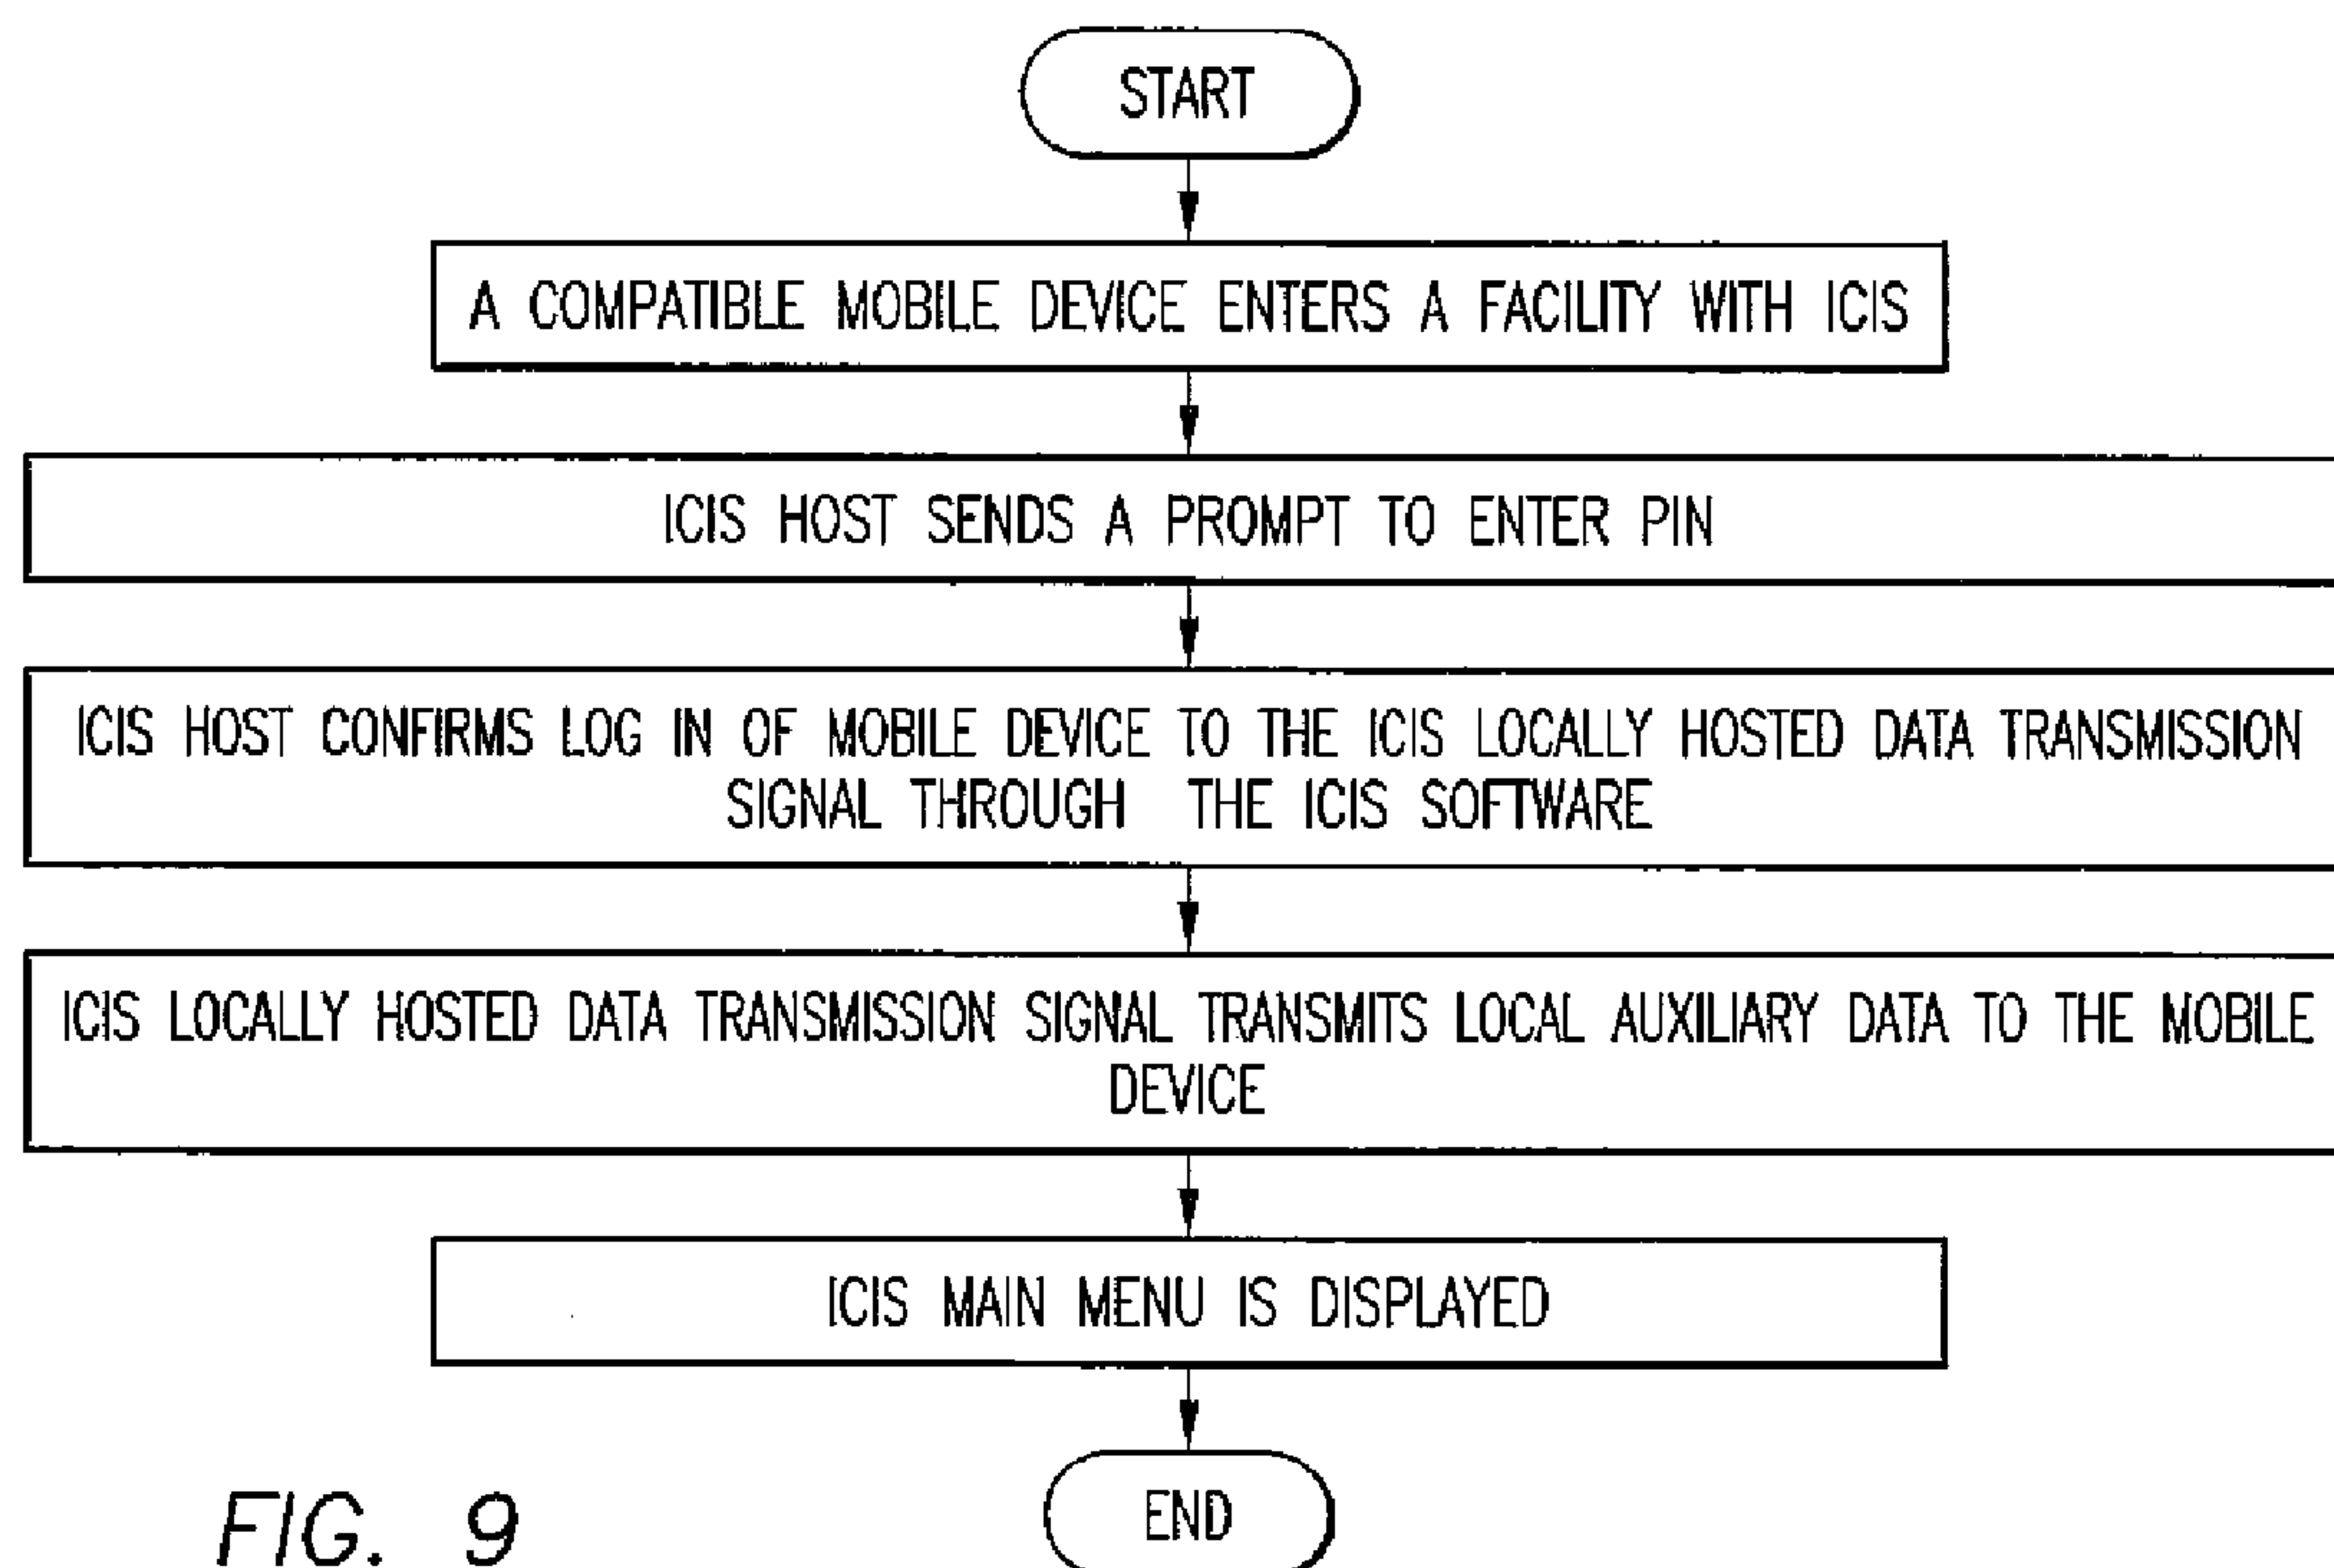 START
A COMPATIBLE MOBILE DEVICE ENTERS A FACILITY WITH ICIS
ICIS HOST SENDS A PROMPT TO ENTER PIN
ICIS HOST CONFIRMS LOG IN OF MOBILE DEVICE TO THE ICIS LOCALLY HOSTED DATA TRANSMISSION
SIGNAL THROUGH THE ICIS SOFTWARE
ICIS LOCALLY HOSTED DATA TRANSMISSION SIGNAL TRANSMITS LOCAL AUXILIARY DATA TO THE MOBILE
DEVICE
ICIS MAIN MENU IS DISPLAYED
END
FIG. 9